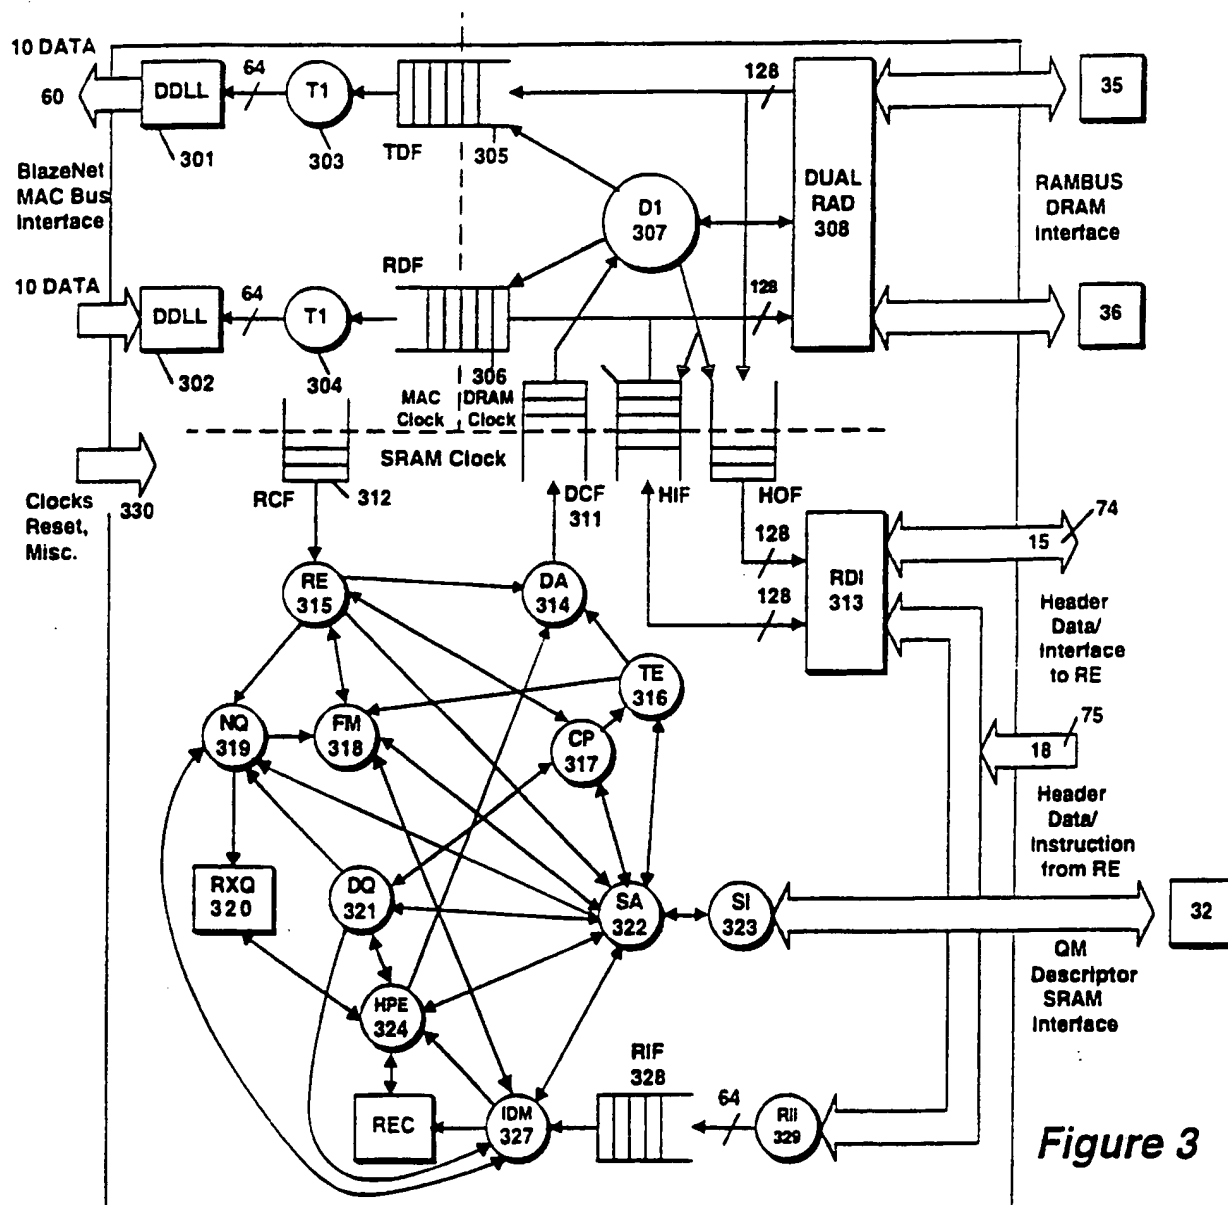 10 DATA
60
DDLL
301
64
T1
303
TDF
305
128
DUAL
RAD
308
35
BlazeNet
MAC Bus
Interface
D1
307
RAMBUS
DRAM
Interface
10 DATA
DDLL
302
64
T1
304
RDF
306
128
36
MAC
Clock
DRAM
Clock
SRAM Clock
Clocks
Reset,
Misc.
330
RCF
312
DCF
311
HIF
HOF
128
128
RDI
313
15
74
Header
Data/
Interface
to RE
RE
315
DA
314
TE
316
NQ
319
FM
318
CP
317
18
75
Header
Data/
Instruction
from RE
RXQ
320
DQ
321
SA
322
SI
323
32
QM
Descriptor
SRAM
Interface
HPE
324
REC
IDM
327
RIF
328
64
RII
329
Figure 3